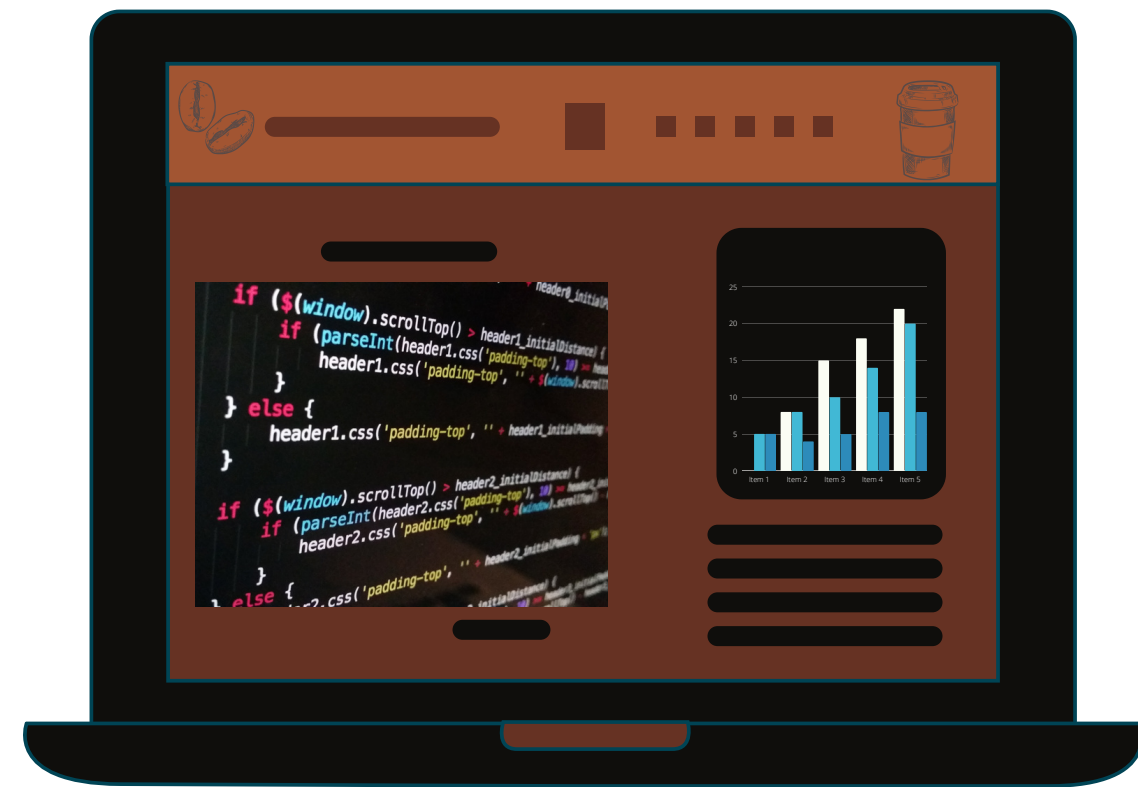 if ($(window).scrollTop() > header1_initialDistance) {
if (parseInt(header1.css('padding-top'), 10)
header1.css('padding-top', '' + $(window).scrollT
}
} else {
header1.css('padding-top', '' + header1_initialPadding
}
if ($(window).scrollTop() > header2_initialDistance) {
if (parseInt(header2.css('padding-top'), 10)
header2.css('padding-top', '' + $(window).scrollTop()
}
} else {
header2.css('padding-top', '' + header2_initialPadding
25
20
15
10
5
0
Item 1 Item 2 Item 3 Item 4 Item 5